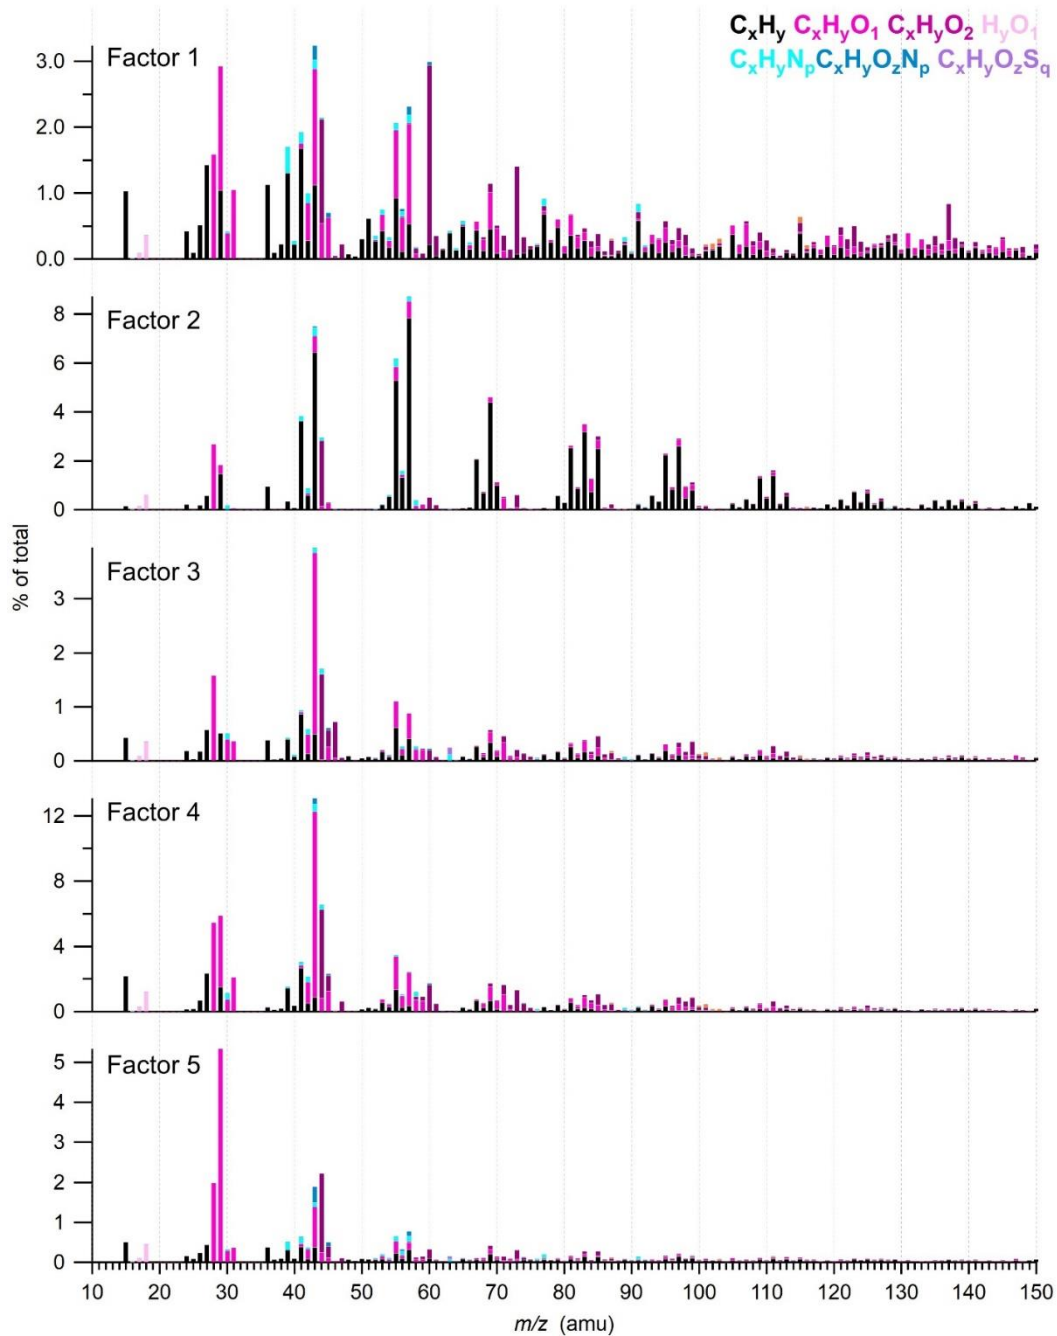 CxHy CxHyO1 CxHyO2 HyO1
CxHyNp CxHyOzNp CxHyOzSq
Factor 1
3.0
2.0
1.0
0.0
Factor 2
8
6
4
2
0
% of total
Factor 3
3
2
1
0
Factor 4
12
8
4
0
Factor 5
5
4
3
2
1
0
10 20 30 40 50 60 70 80 90 100 110 120 130 140 150
m/z (amu)